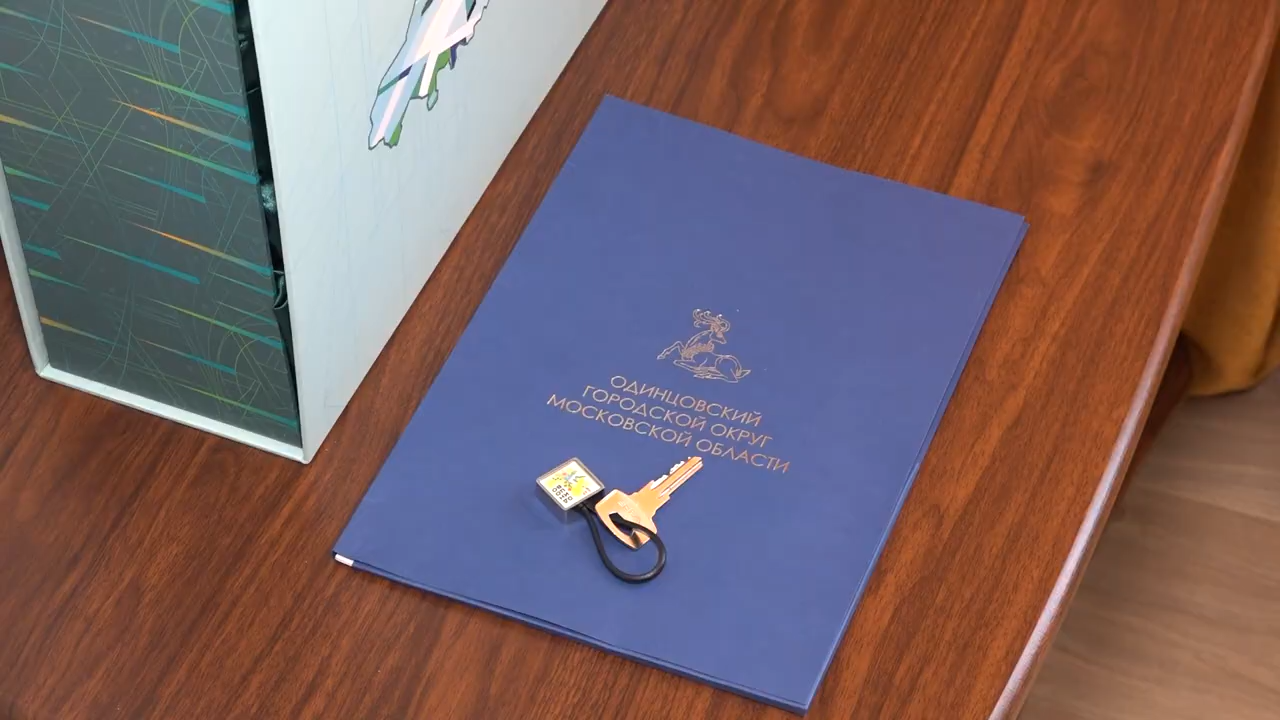 ОДИНЦОВСКИЙ
ГОРОДСКОЙ ОКРУГ
МОСКОВСКОЙ ОБЛАСТИ